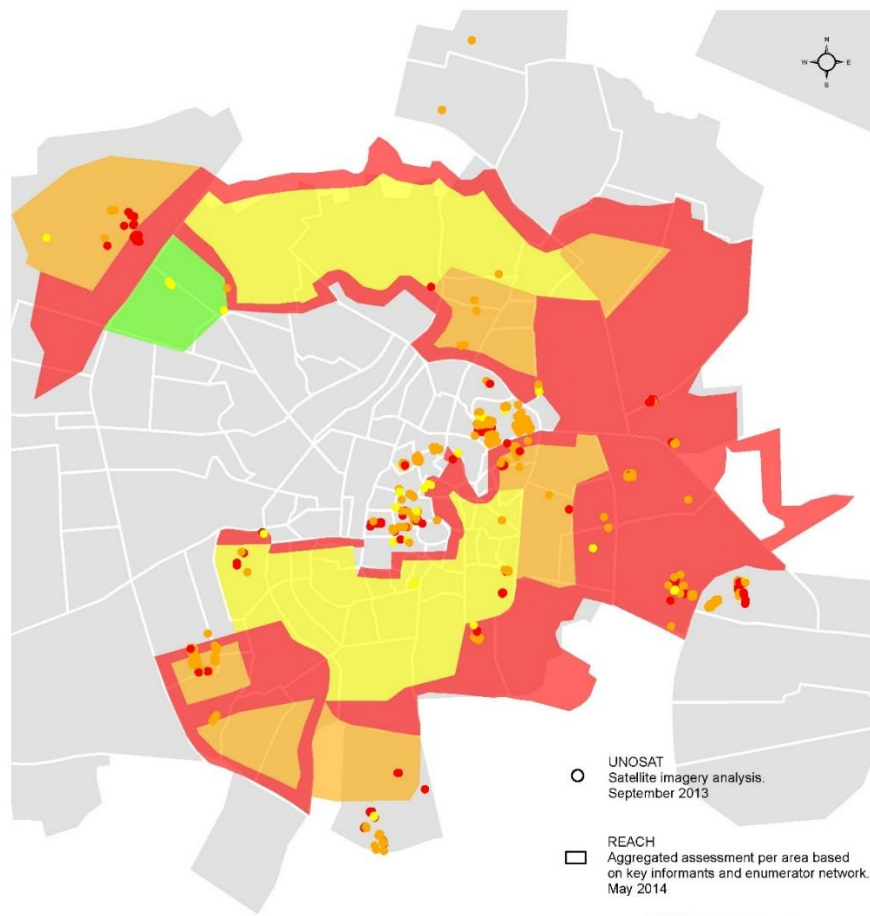 N
W E
S
UNOSAT
Satellite imagery analysis.
September 2013
REACH
Aggregated assessment per area based
on key informants and enumerator network.
May 2014